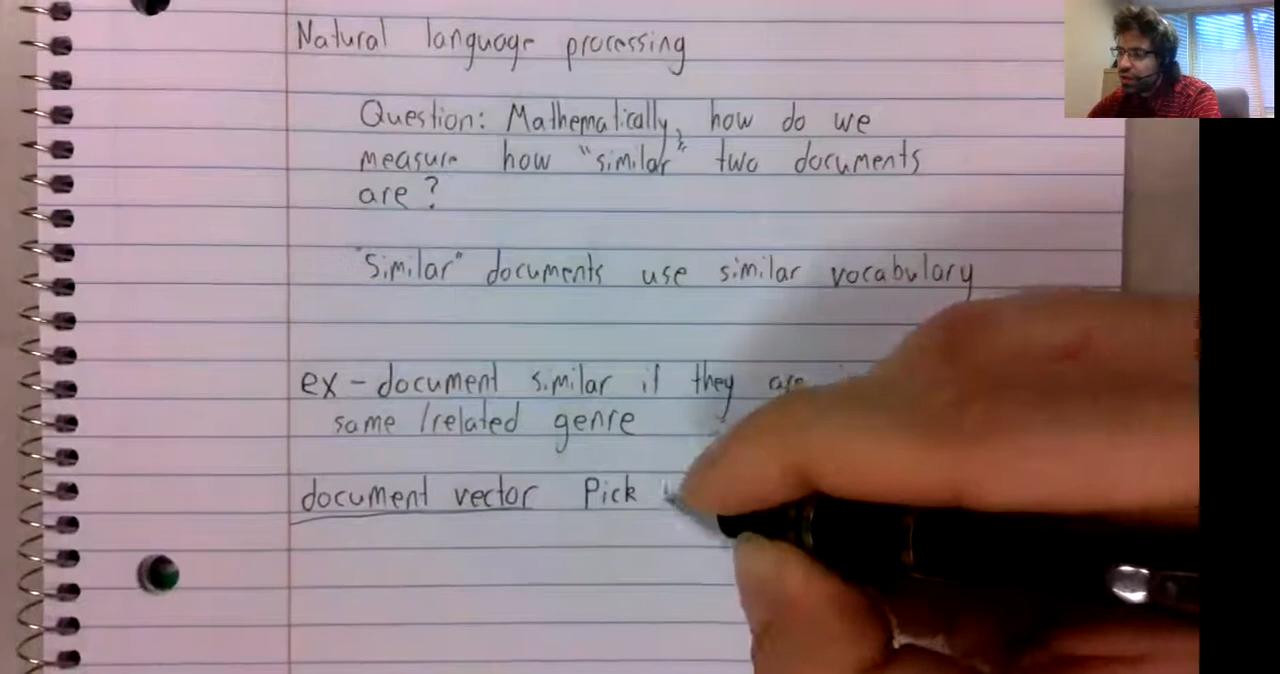 Natural language processing
Question: Mathematically, how do we
measure how "similar" two documents
are?
"Similar" documents use similar vocabulary
ex - document similar if they are
same /related genre
document vector Pick